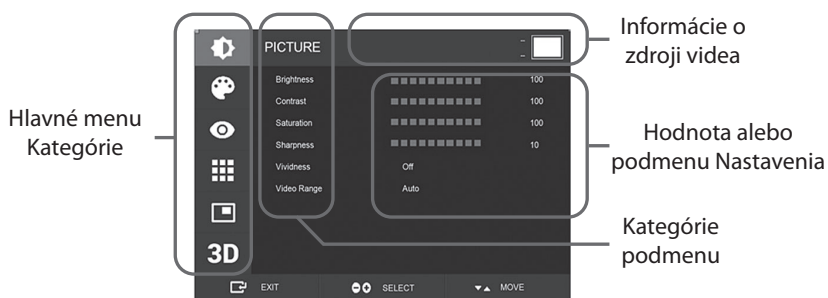 Informácie o
zdroji videa
PICTURE
Brightness 100
Contrast 100
Saturation 100
Sharpness 10
Vividness Off
Video Range Auto
3D
EXIT SELECT MOVE
Hlavné menu
Kategórie
Hodnota alebo
podmenu Nastavenia
Kategórie
podmenu